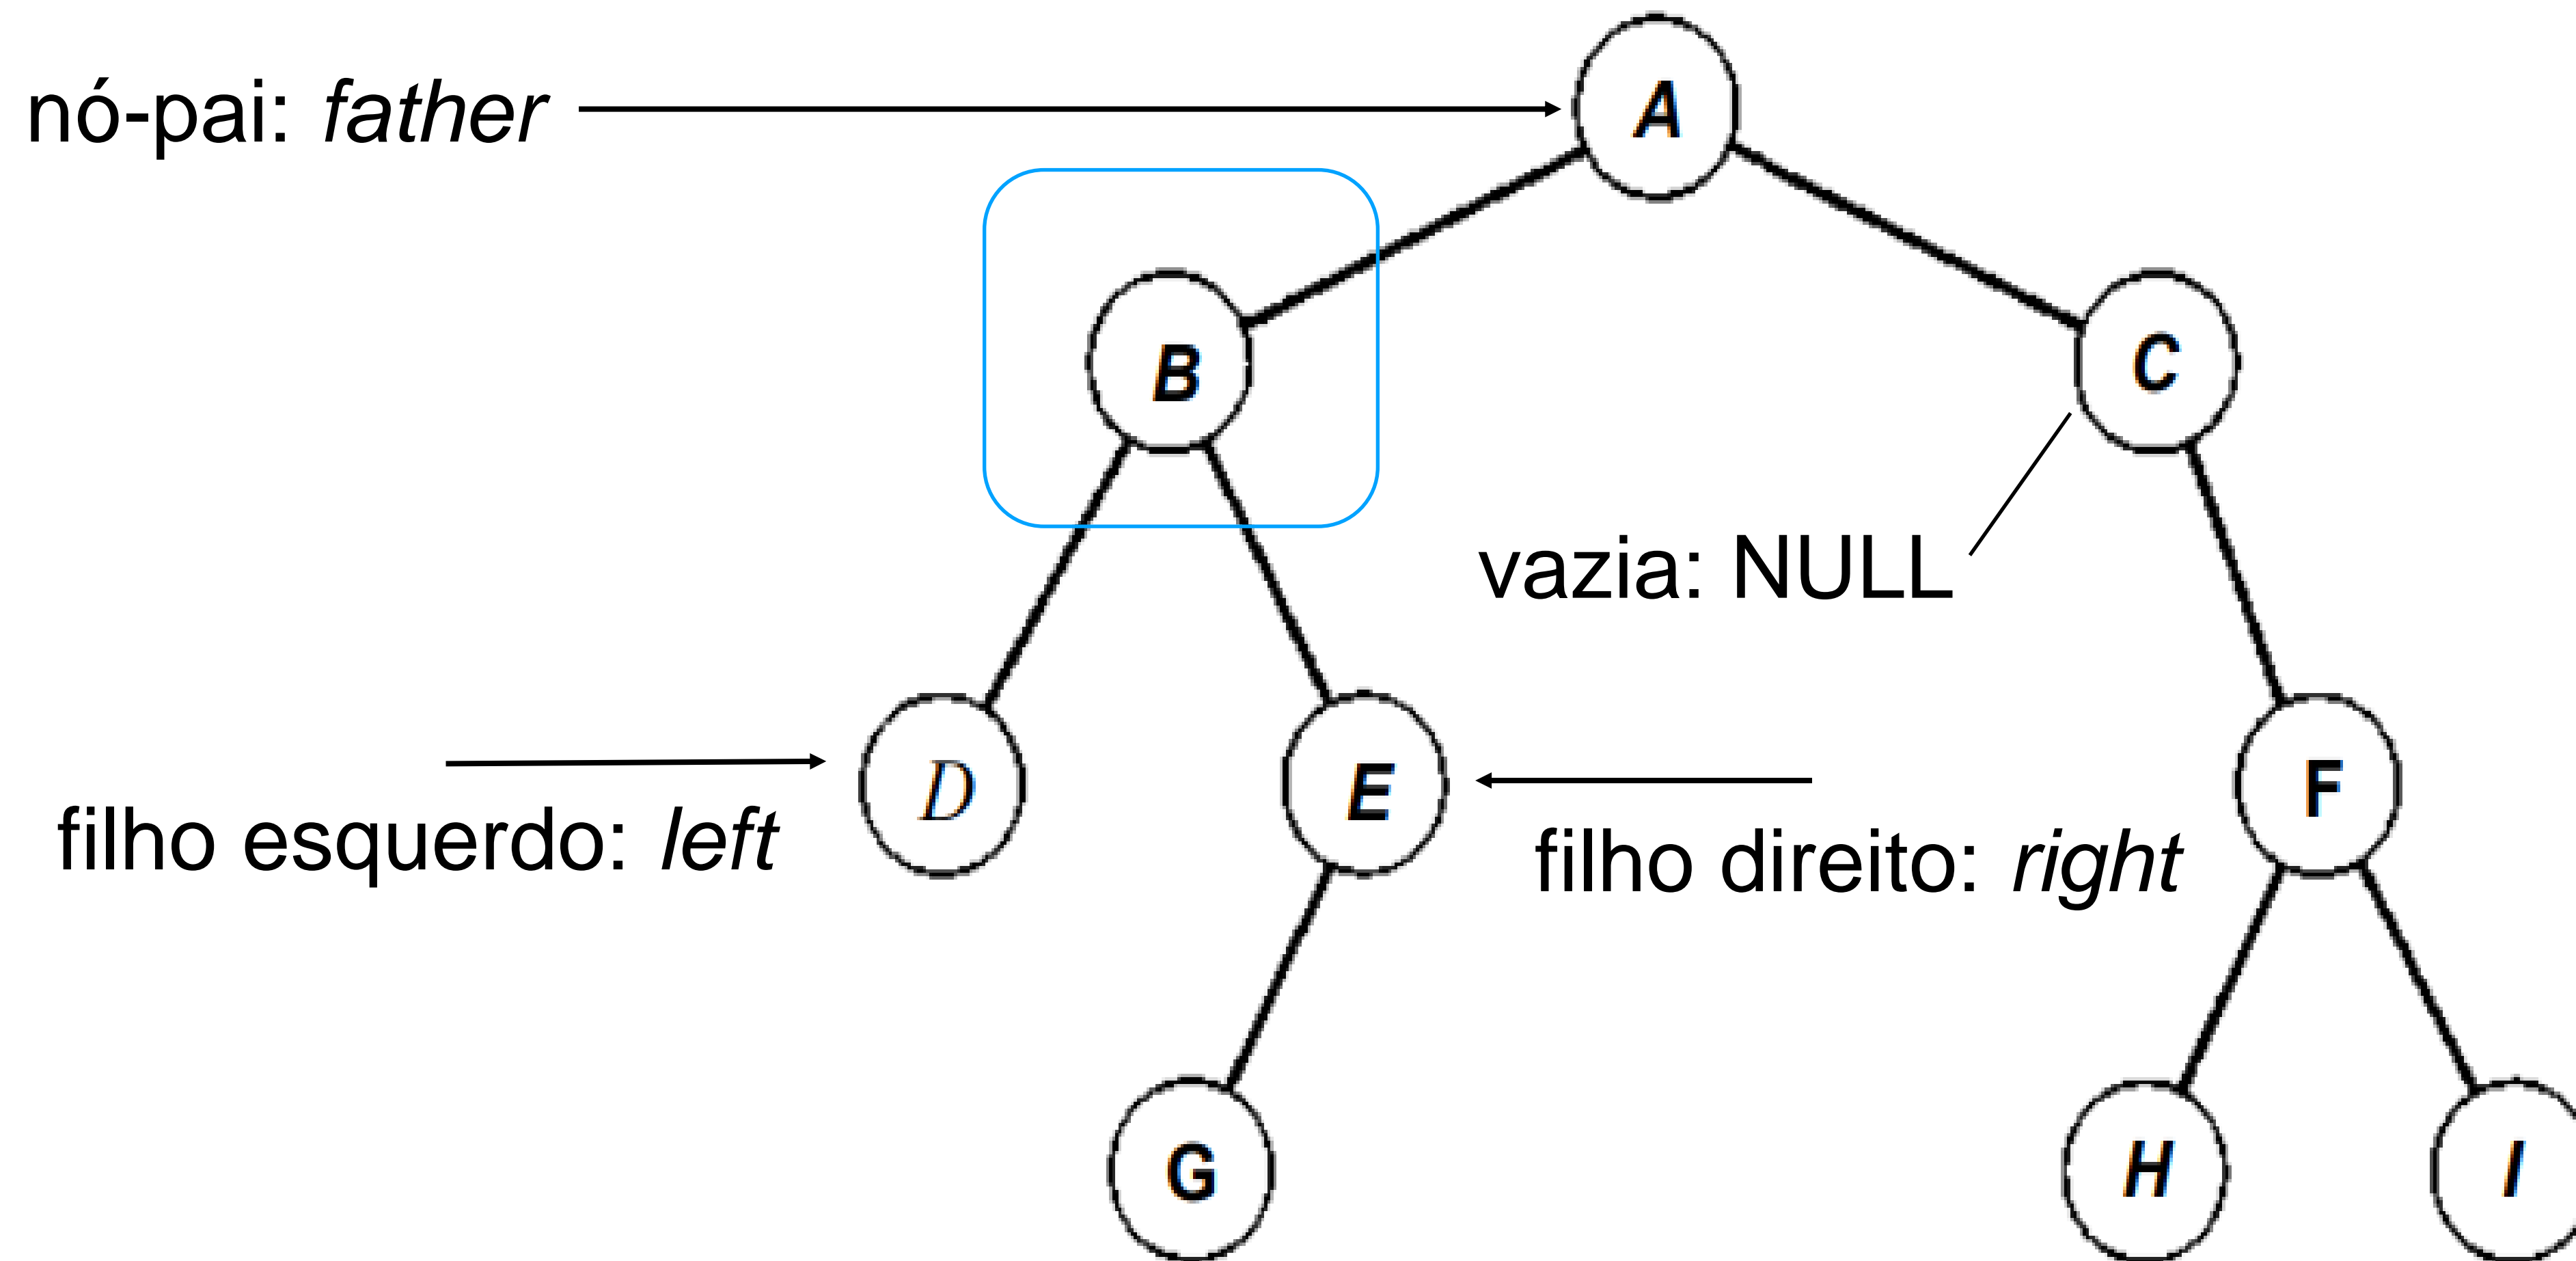 nó-pai: father
A
B
C
vazia: NULL
D
E
F
filho esquerdo: left
filho direito: right
G
H
I